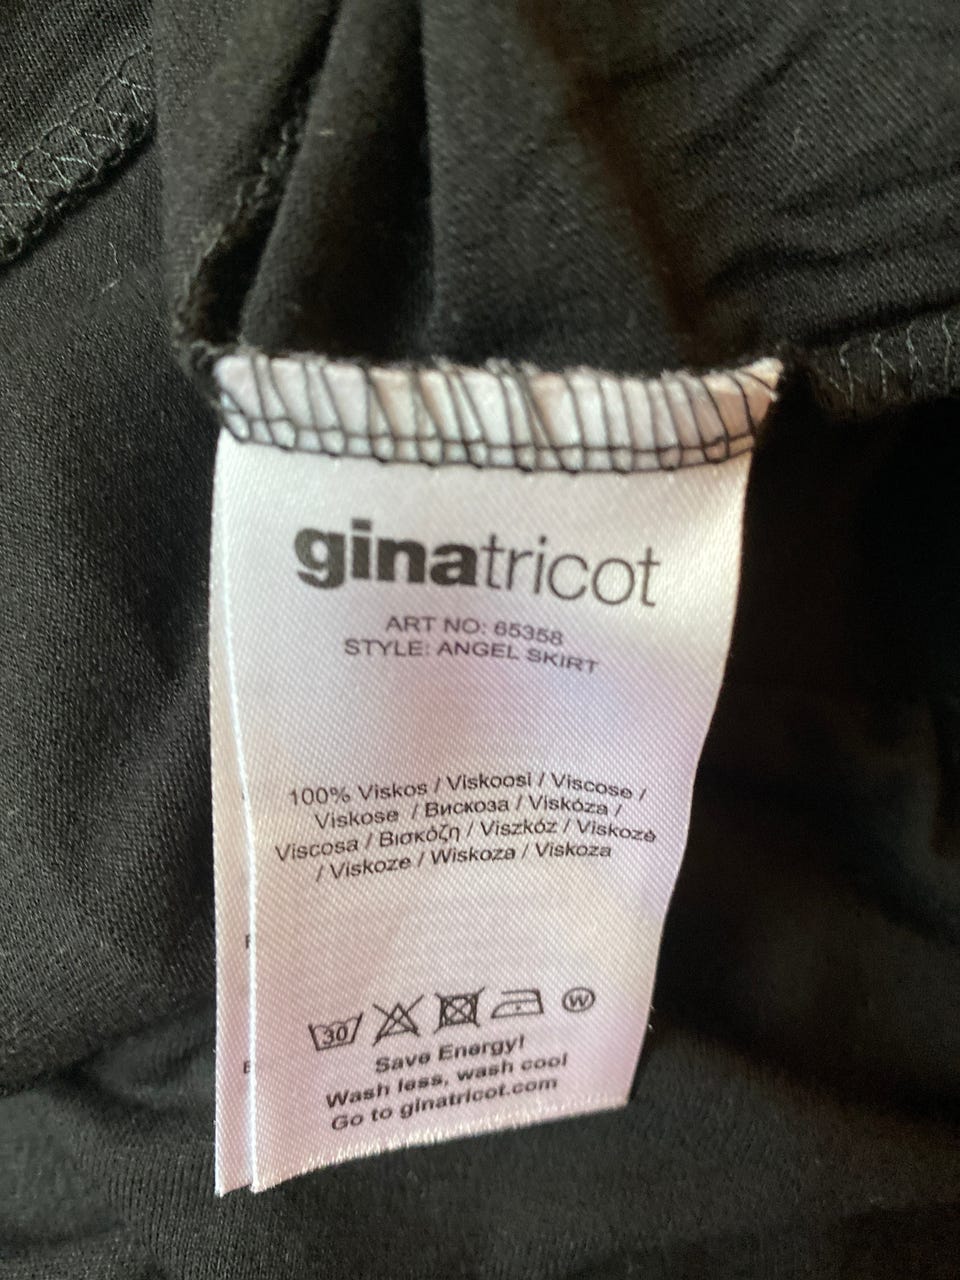 ginatricot
ART NO: 65358
STYLE: ANGEL SKIRT
100% Viskos / Viskoosi / Viscose /
Viskose / Вискоза / Viskóza /
Viscosa / Βισκόζη / Viszkóz / Viskozė
/ Viskoze / Wiskoza / Viskoza
30
W
Save Energy!
Wash less, wash cool
Go to ginatricot.com